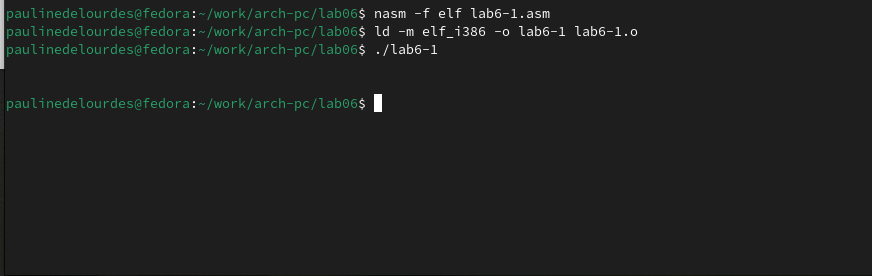 paulinedelourdes@fedora:~/work/arch-pc/lab06$ nasm -f elf lab6-1.asm
paulinedelourdes@fedora:~/work/arch-pc/lab06$ ld -m elf_i386 -o lab6-1 lab6-1.o
paulinedelourdes@fedora:~/work/arch-pc/lab06$ ./lab6-1
paulinedelourdes@fedora:~/work/arch-pc/lab06$